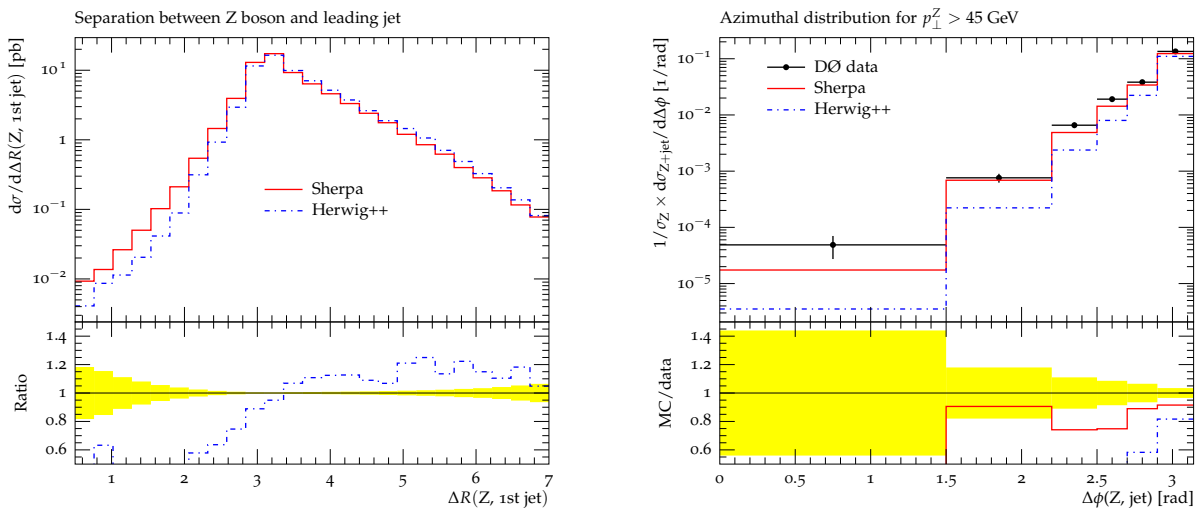 Separation between Z boson and leading jet
dσ/dΔR(Z, 1st jet) [pb]
10^1
1
10^−1
10^−2
Sherpa
Herwig++
Ratio
1.4
1.2
1
0.8
0.6
1 2 3 4 5 6 7
ΔR(Z, 1st jet)
Azimuthal distribution for p_⊥^Z > 45 GeV
1/σ_Z × dσ_Z+jet/dΔϕ [1/rad]
10^−1
10^−2
10^−3
10^−4
10^−5
DØ data
Sherpa
Herwig++
MC/data
1.4
1.2
1
0.8
0.6
0 0.5 1 1.5 2 2.5 3
Δϕ(Z, jet) [rad]